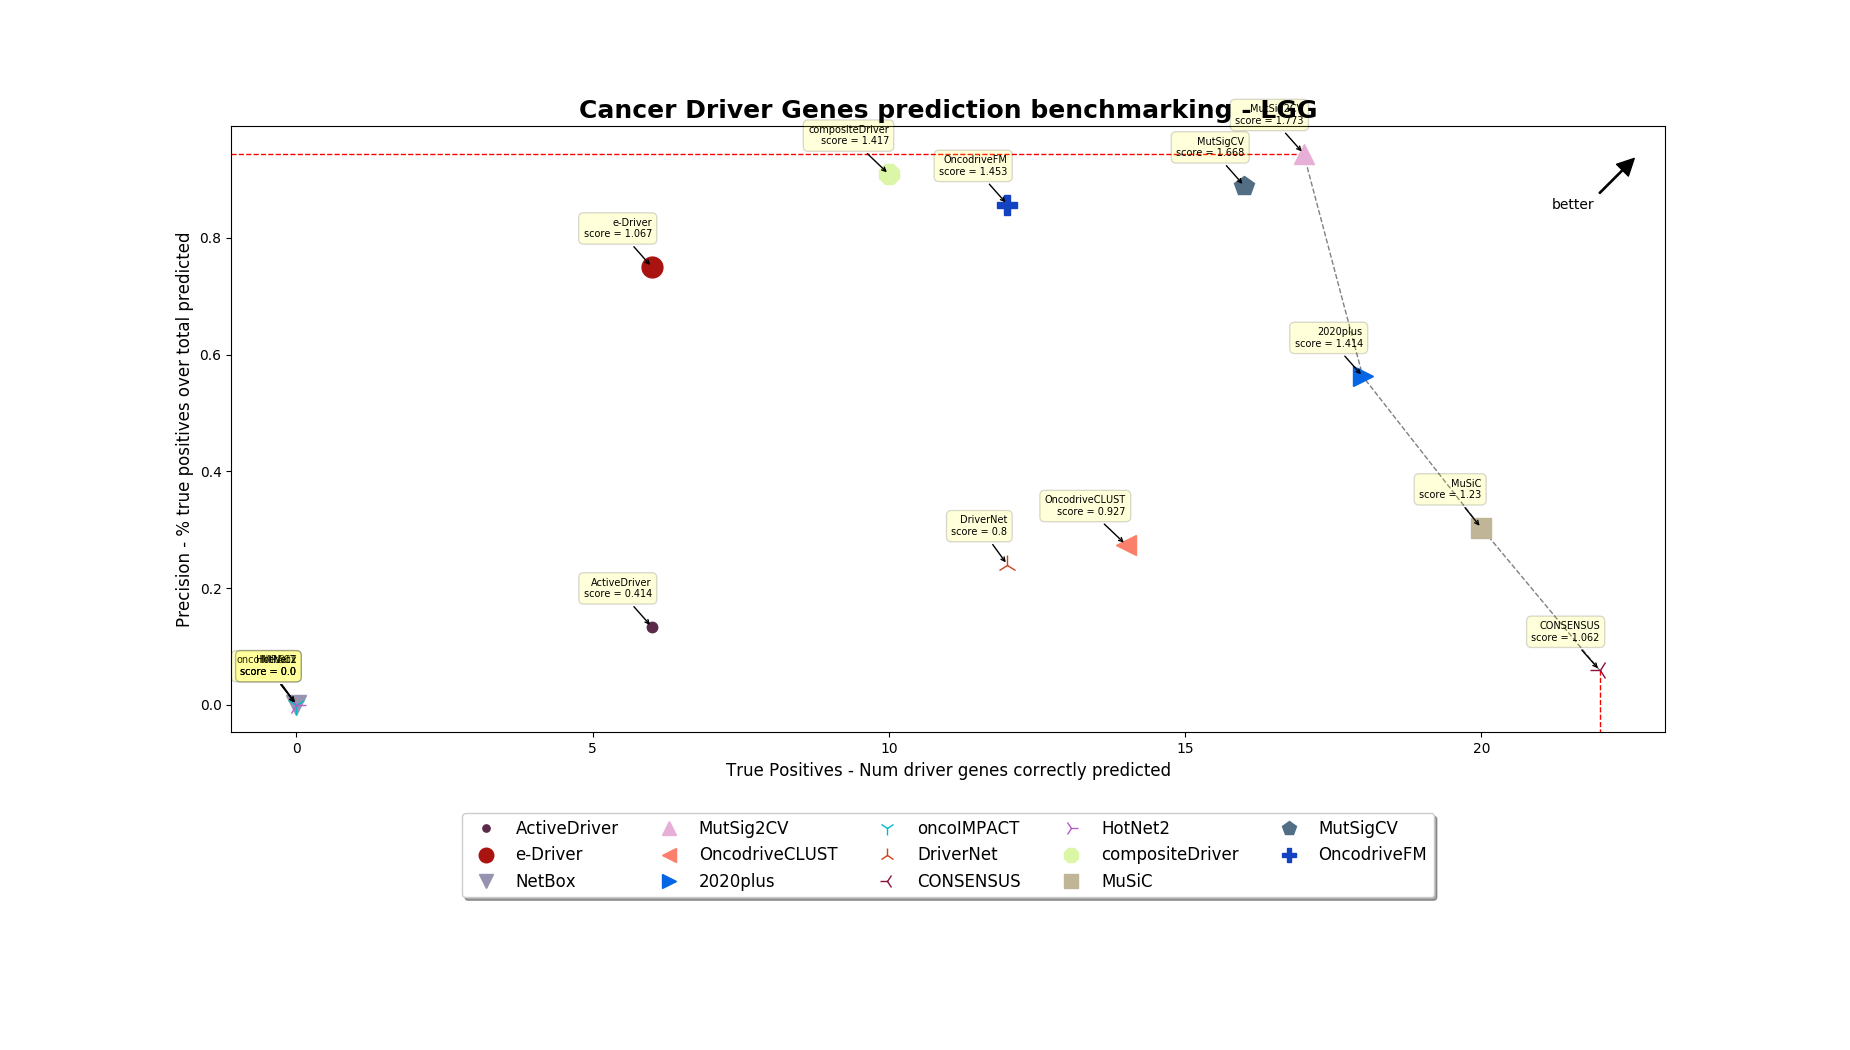 Cancer Driver Genes prediction benchmarking - LGG
MutSig2CV
score = 1.773
compositeDriver
score = 1.417
MutSigCV
score = 1.668
OncodriveFM
score = 1.453
better
e-Driver
score = 1.067
2020plus
score = 1.414
MuSiC
score = 1.23
OncodriveCLUST
score = 0.927
DriverNet
score = 0.8
ActiveDriver
score = 0.414
CONSENSUS
score = 1.062
HotNet2
score = 0.0
Precision - % true positives over total predicted
0.8
0.6
0.4
0.2
0.0
0 5 10 15 20
True Positives - Num driver genes correctly predicted
ActiveDriver MutSig2CV oncoIMPACT HotNet2 MutSigCV
e-Driver OncodriveCLUST DriverNet compositeDriver OncodriveFM
NetBox 2020plus CONSENSUS MuSiC